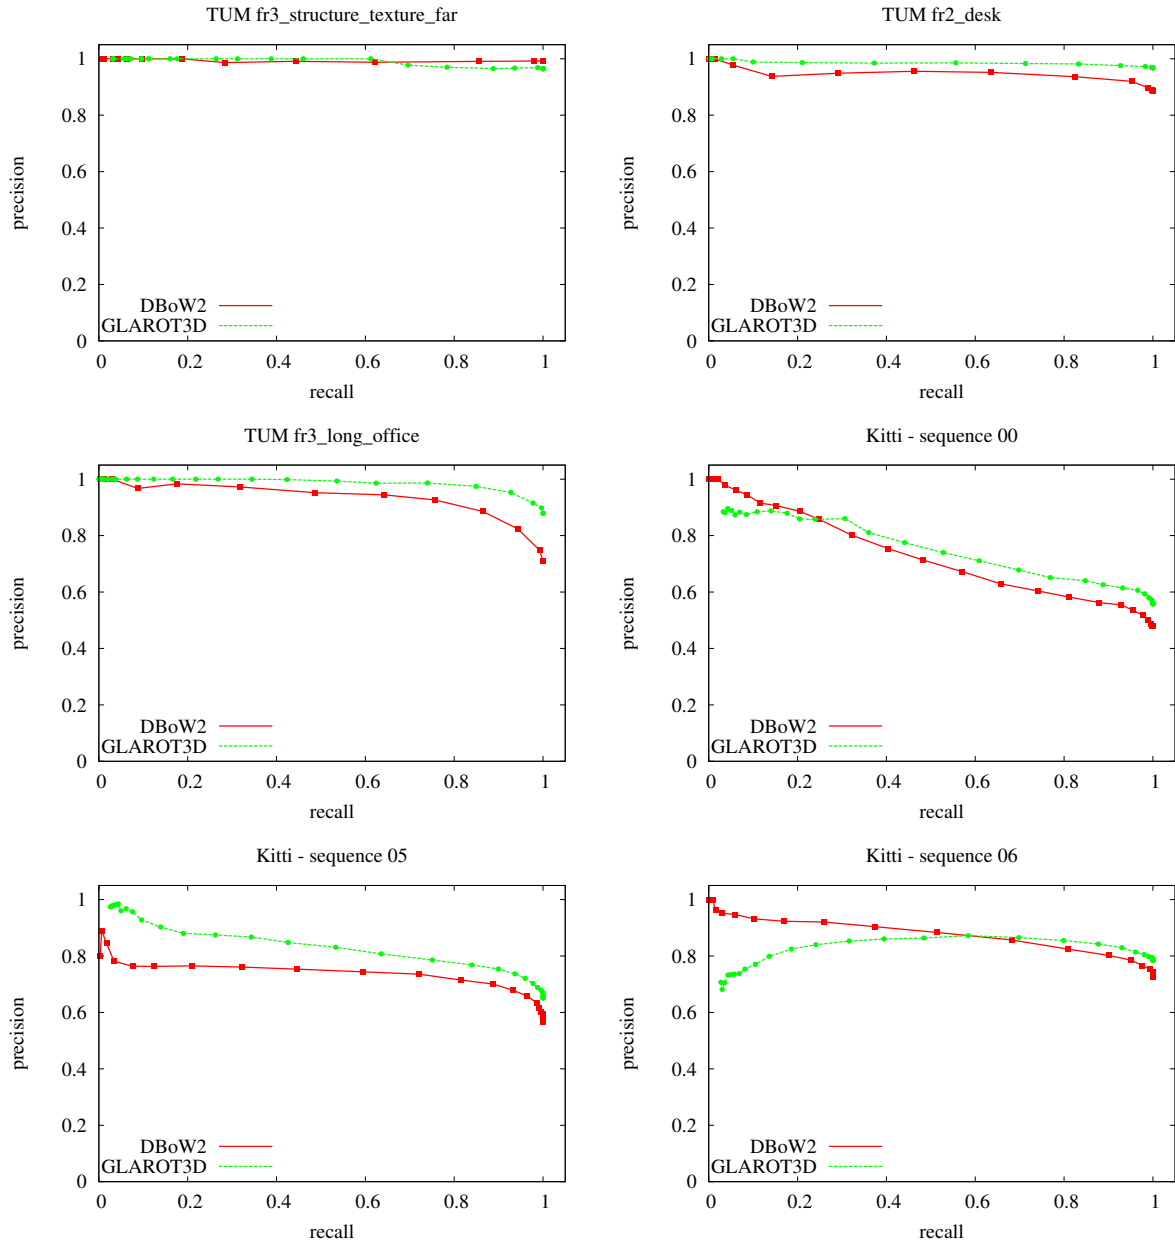 TUM fr3_structure_texture_far
1
0.8
0.6
0.4
0.2
0
precision
DBoW2
GLAROT3D
0 0.2 0.4 0.6 0.8 1
recall
TUM fr2_desk
1
0.8
0.6
0.4
0.2
0
precision
DBoW2
GLAROT3D
0 0.2 0.4 0.6 0.8 1
recall
TUM fr3_long_office
1
0.8
0.6
0.4
0.2
0
precision
DBoW2
GLAROT3D
0 0.2 0.4 0.6 0.8 1
recall
Kitti - sequence 00
1
0.8
0.6
0.4
0.2
0
precision
DBoW2
GLAROT3D
0 0.2 0.4 0.6 0.8 1
recall
Kitti - sequence 05
1
0.8
0.6
0.4
0.2
0
precision
DBoW2
GLAROT3D
0 0.2 0.4 0.6 0.8 1
recall
Kitti - sequence 06
1
0.8
0.6
0.4
0.2
0
precision
DBoW2
GLAROT3D
0 0.2 0.4 0.6 0.8 1
recall